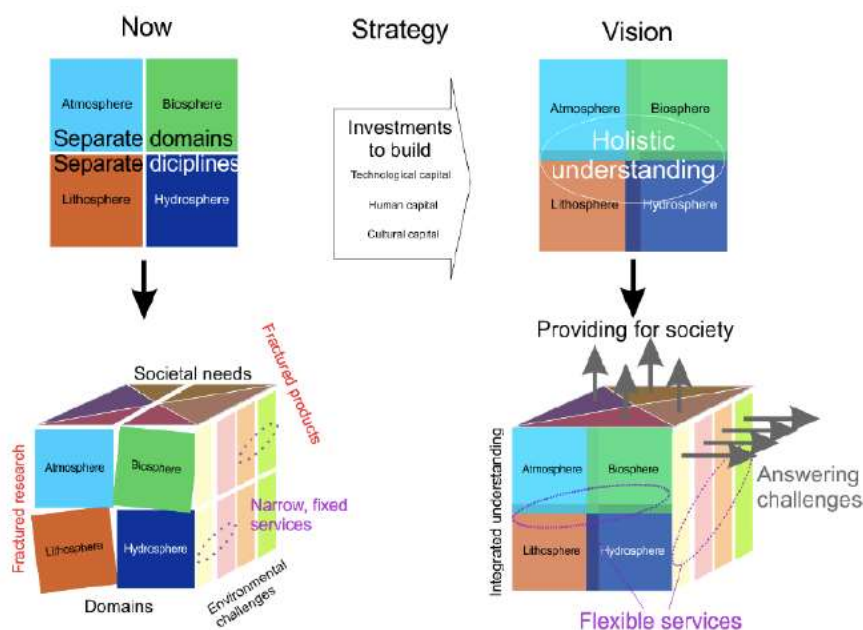 Now
Strategy
Vision
Atmosphere
Biosphere
Separate domains
Separate diciplines
Lithosphere
Hydrosphere
Investments
to build
Technological capital
Human capital
Cultural capital
Atmosphere
Biosphere
Holistic
understanding
Lithosphere
Hydrosphere
Societal needs
Fractured products
Fractured research
Atmosphere
Biosphere
Lithosphere
Hydrosphere
Narrow, fixed
services
Domains
Environmental
challenges
Providing for society
Integrated understanding
Atmosphere
Biosphere
Lithosphere
Hydrosphere
Answering
challenges
Flexible services